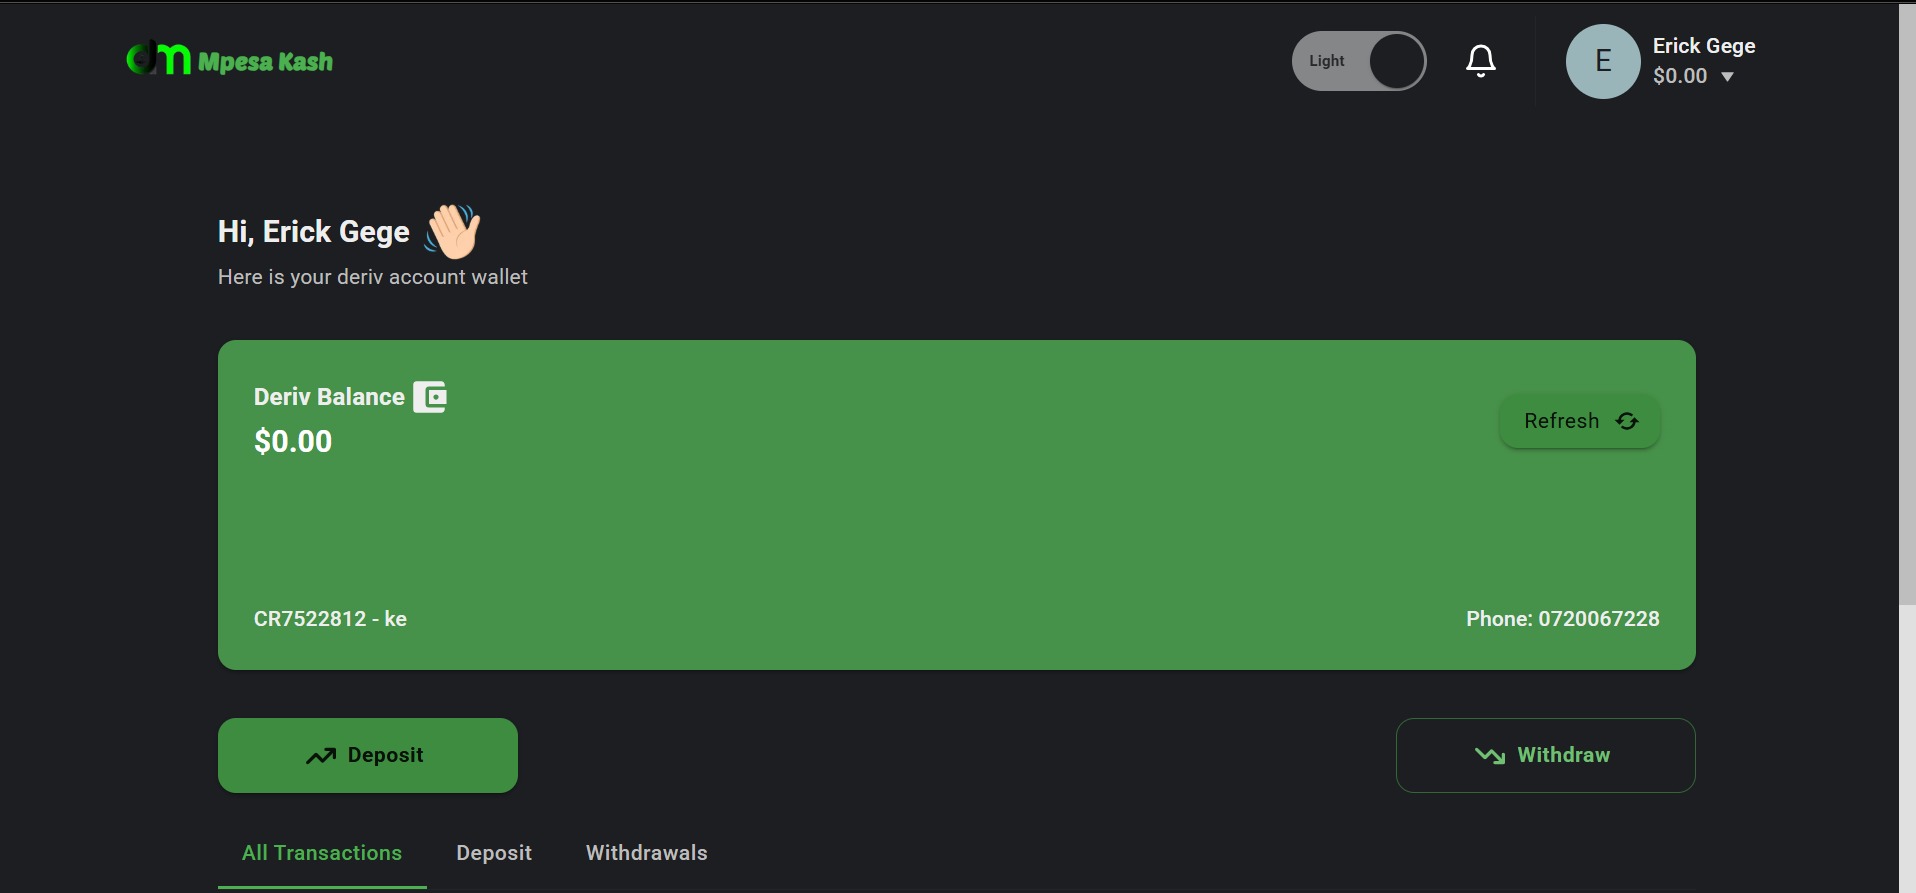 dm Mpesa Kash
Light
E
Erick Gege
$0.00
Hi, Erick Gege
Here is your deriv account wallet
Deriv Balance
$0.00
Refresh
CR7522812 - ke
Phone: 0720067228
Deposit
Withdraw
All Transactions
Deposit
Withdrawals